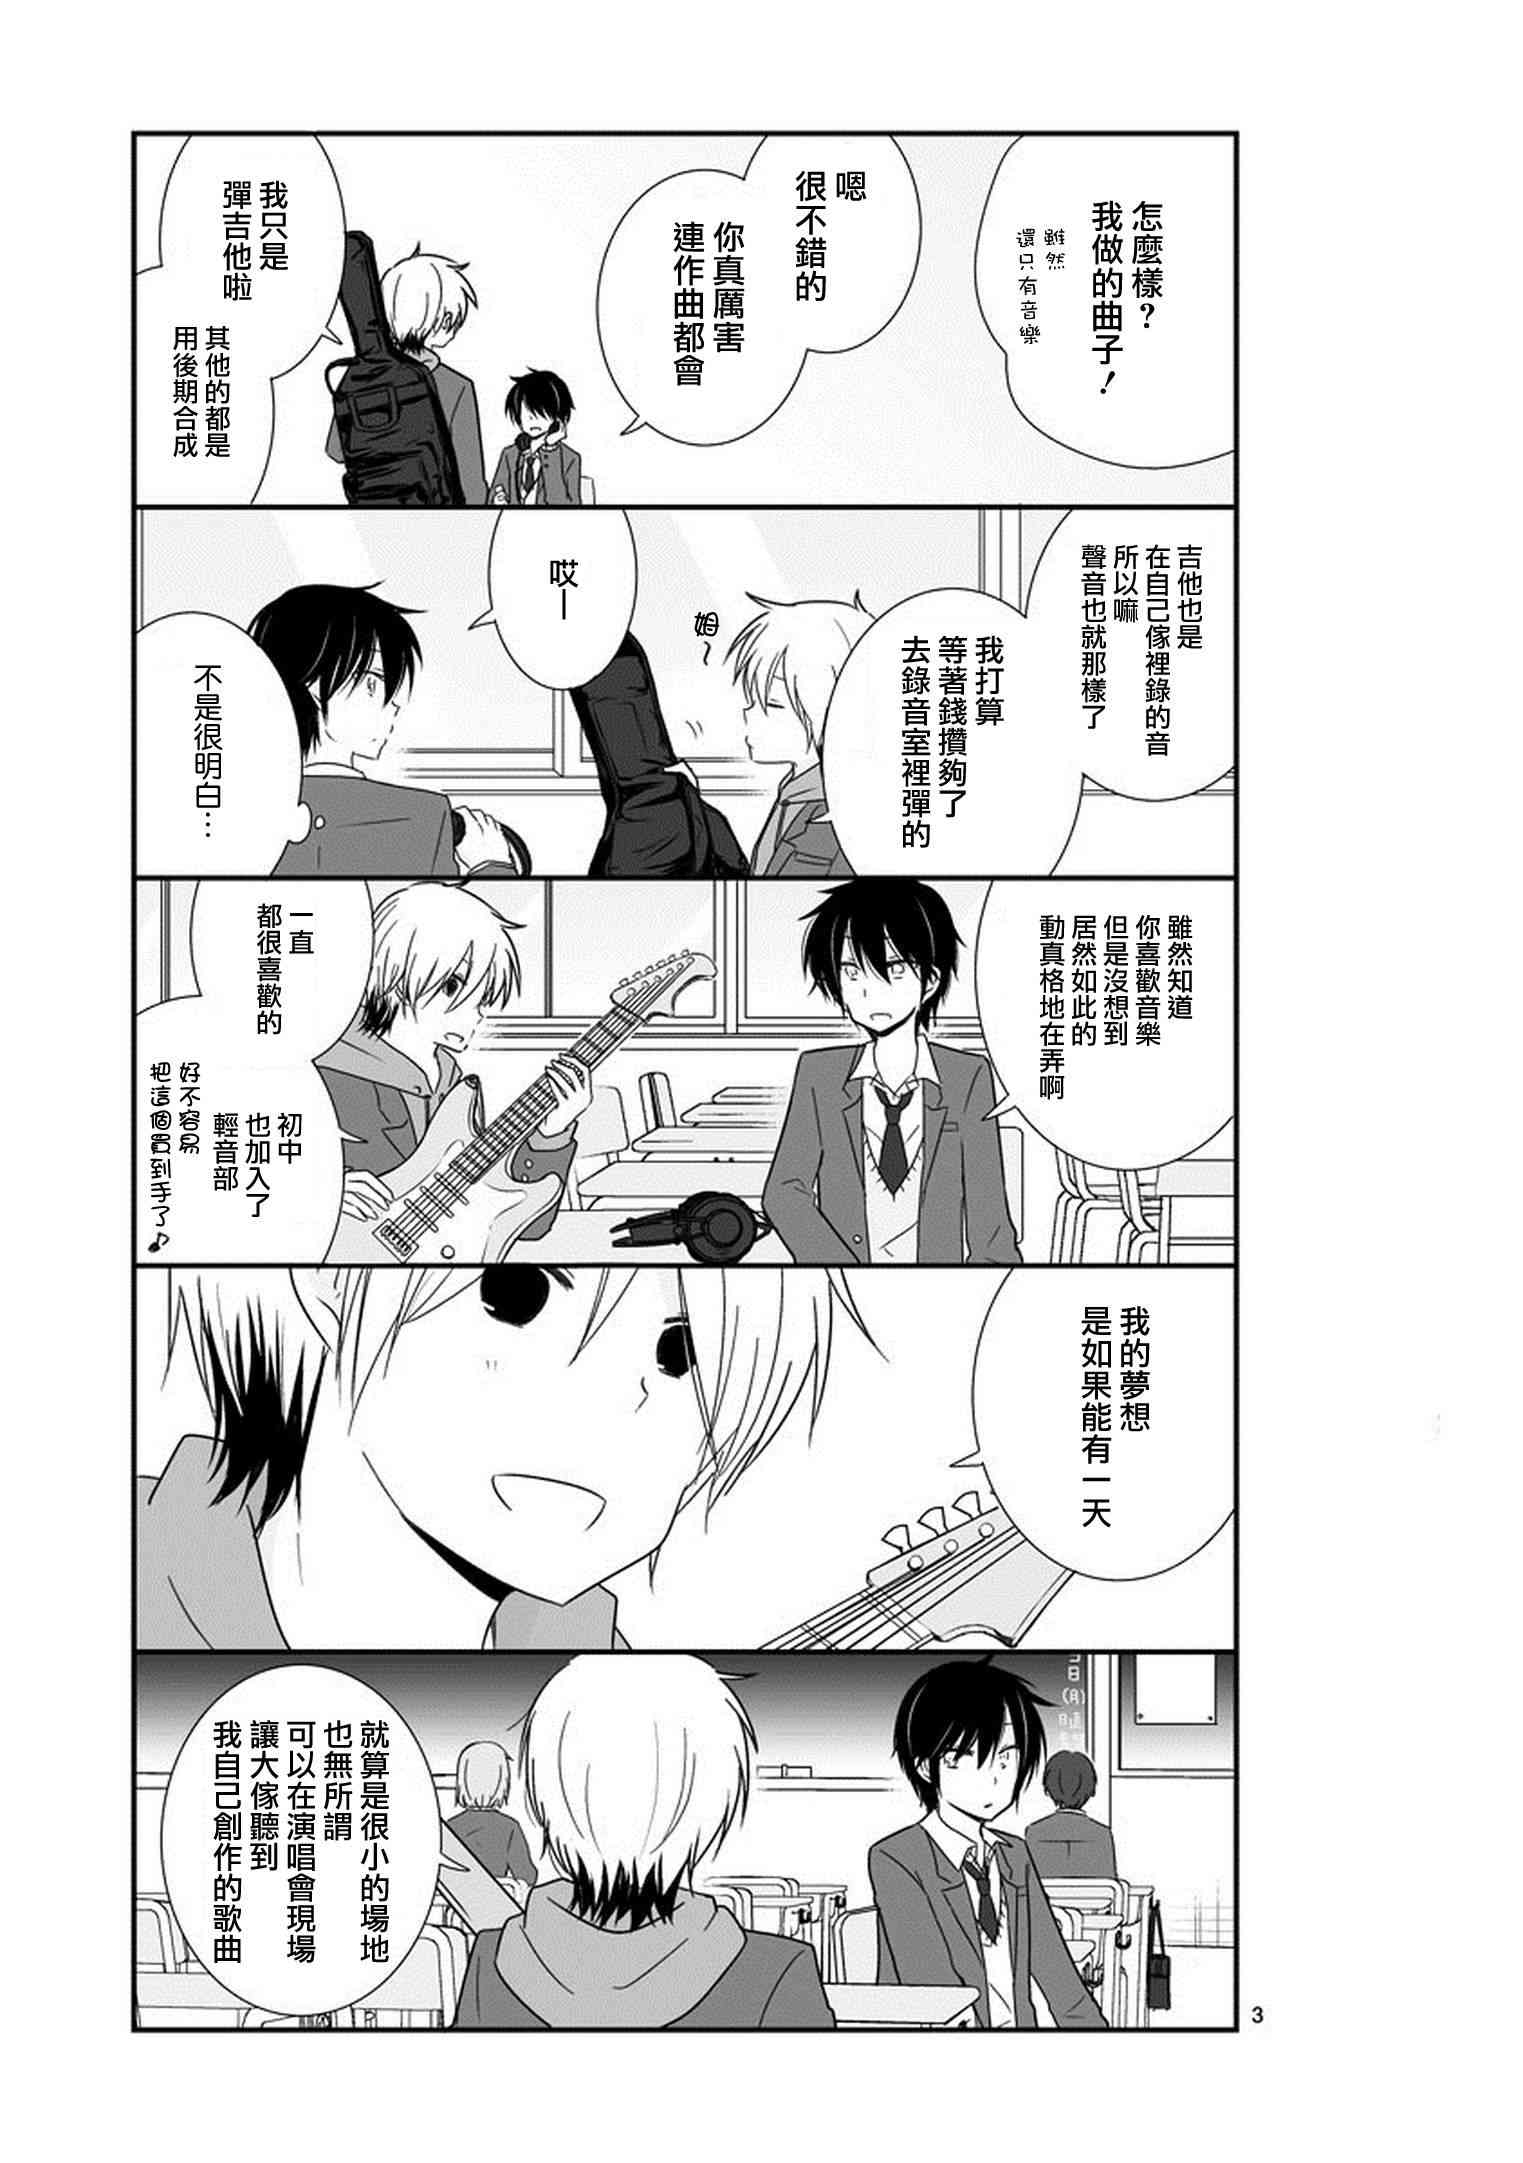 怎麼樣？
我做的曲子！
雖然
還只有音樂
嗯
很不錯的
你真厲害
連作曲都會
我只是
彈吉他啦
其他的都是
用後期合成
吉他也是
在自己傢裡錄的音
所以嘛
聲音也就那樣了
我打算
等著錢攢夠了
去錄音室裡彈的
姆~
哎—
不是很明白…
雖然知道
你喜歡音樂
但是沒想到
居然如此的
動真格地在弄啊
一直
都很喜歡的
初中
也加入了
輕音部
好不容易
把這個買到手了♪
我的夢想
是如果能有一天
就算是很小的場地
也無所謂
可以在演唱會現場
讓大傢聽到
我自己創作的歌曲
日(月)
3